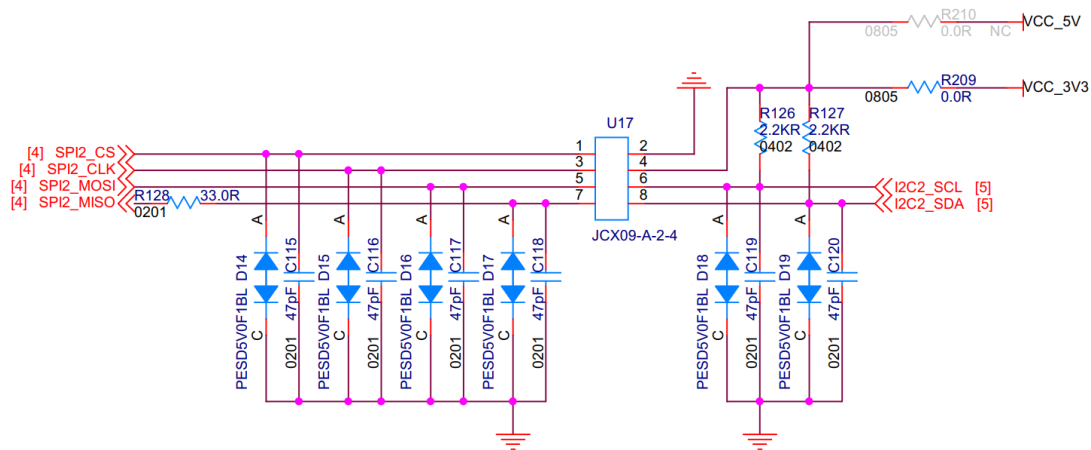 R210
0805 0.0R NC VCC_5V
R209
0805 0.0R VCC_3V3
R126 R127
2.2KR 2.2KR
0402 0402
U17
1 2
3 4
5 6
7 8
JCX09-A-2-4
[4] SPI2_CS
[4] SPI2_CLK
[4] SPI2_MOSI
[4] SPI2_MISO
R128 33.0R
0201
I2C2_SCL [5]
I2C2_SDA [5]
A
C
PESD5V0F1BL D14
47pF C115
0201
A
C
PESD5V0F1BL D15
47pF C116
0201
A
C
PESD5V0F1BL D16
47pF C117
0201
A
C
PESD5V0F1BL D17
47pF C118
0201
A
C
PESD5V0F1BL D18
47pF C119
0201
A
C
PESD5V0F1BL D19
47pF C120
0201